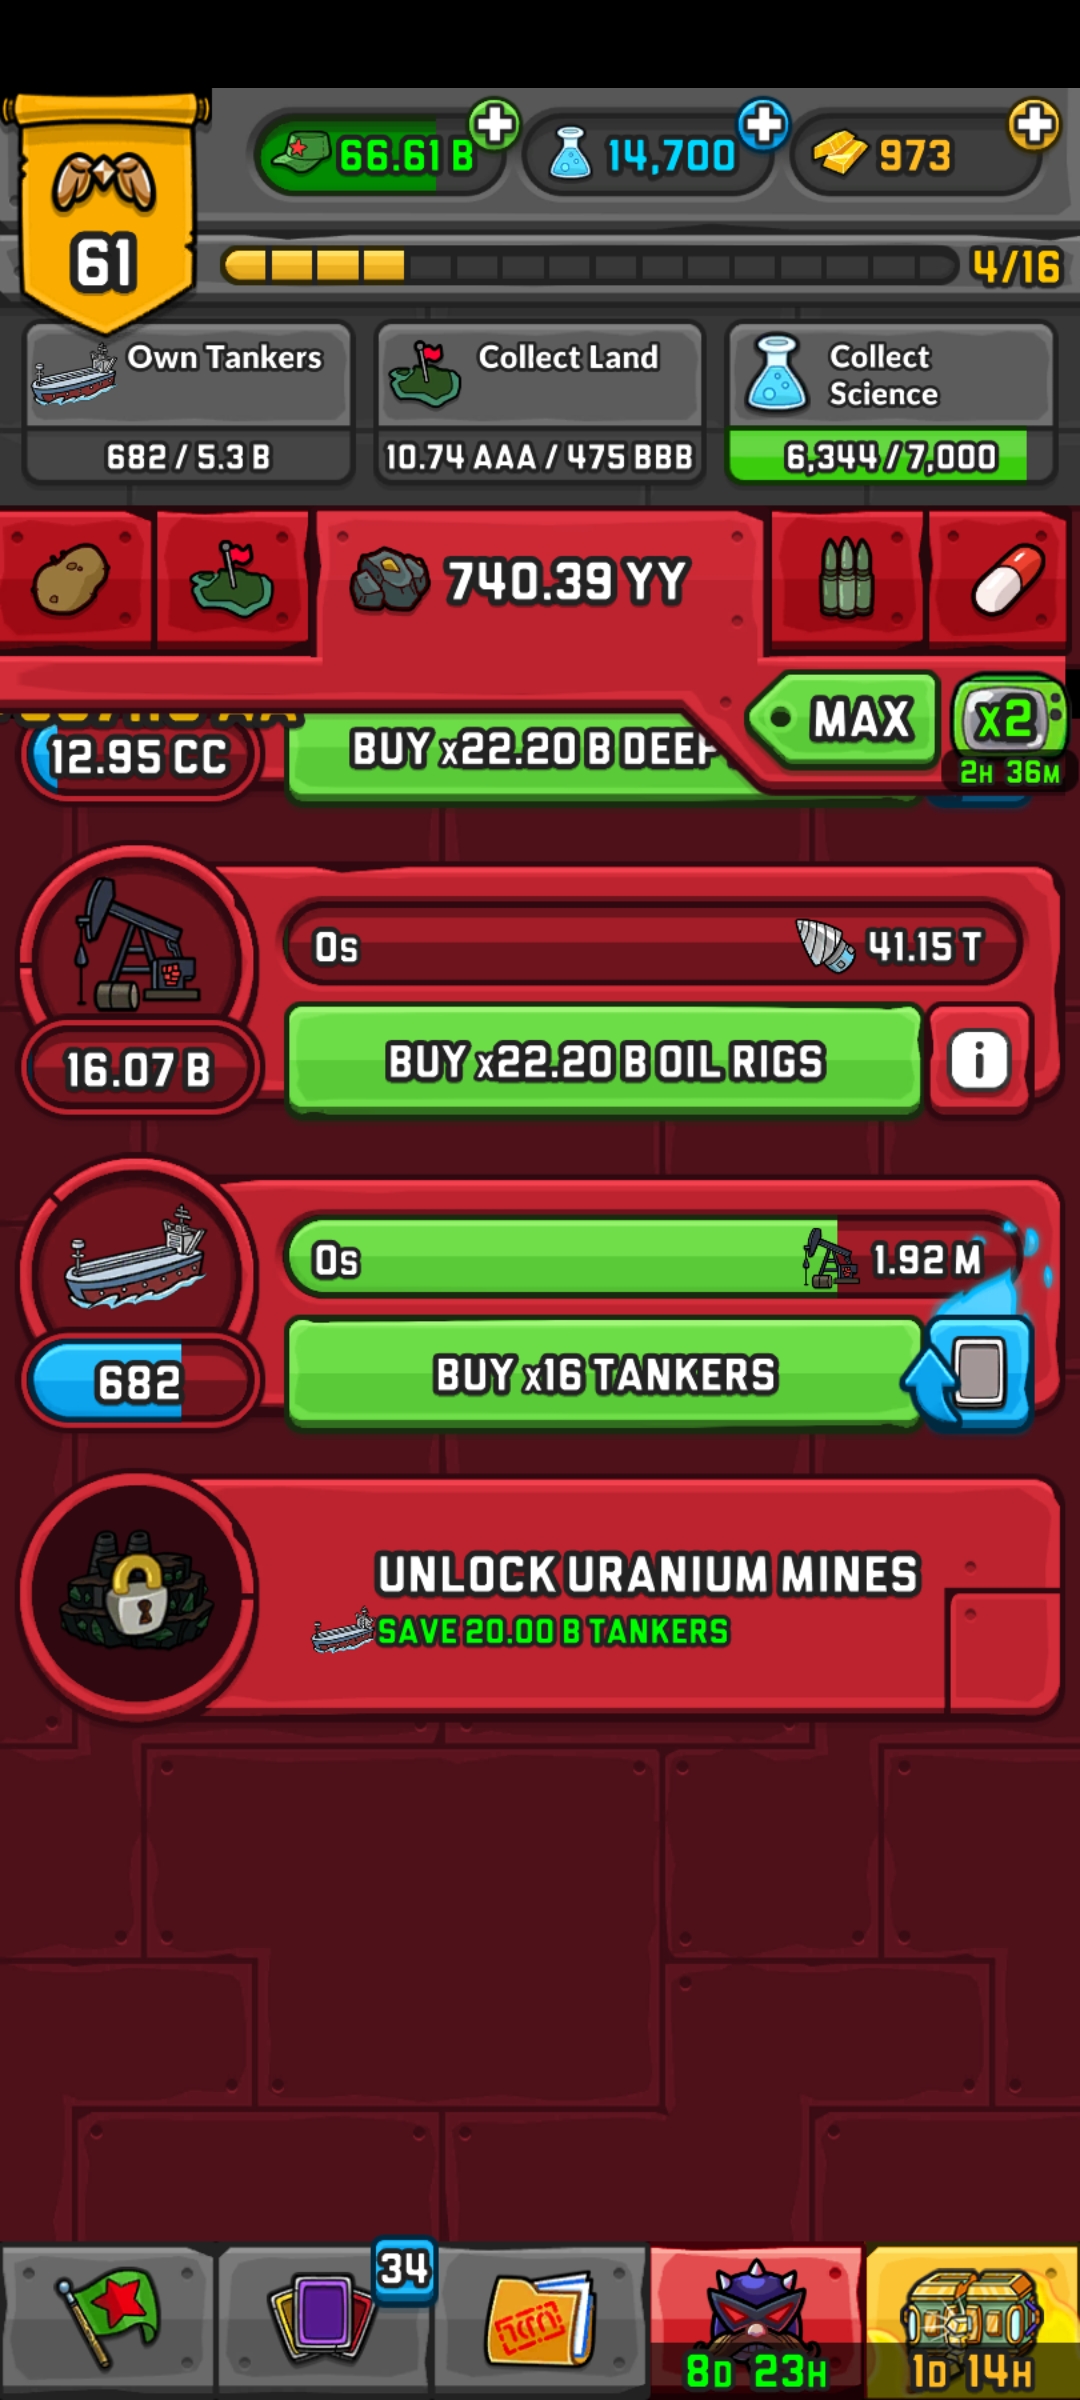 66.61 B
14,700
973
61
4/16
Own Tankers
682 / 5.3 B
Collect Land
10.74 AAA / 475 BBB
Collect
Science
6,344 / 7,000
740.39 YY
MAX
x2
2H 36M
12.95 CC
BUY x22.20 B DEEP
0s
41.15 T
16.07 B
BUY x22.20 B OIL RIGS
i
0s
1.92 M
682
BUY x16 TANKERS
UNLOCK URANIUM MINES
SAVE 20.00 B TANKERS
34
8D 23H
1D 14H